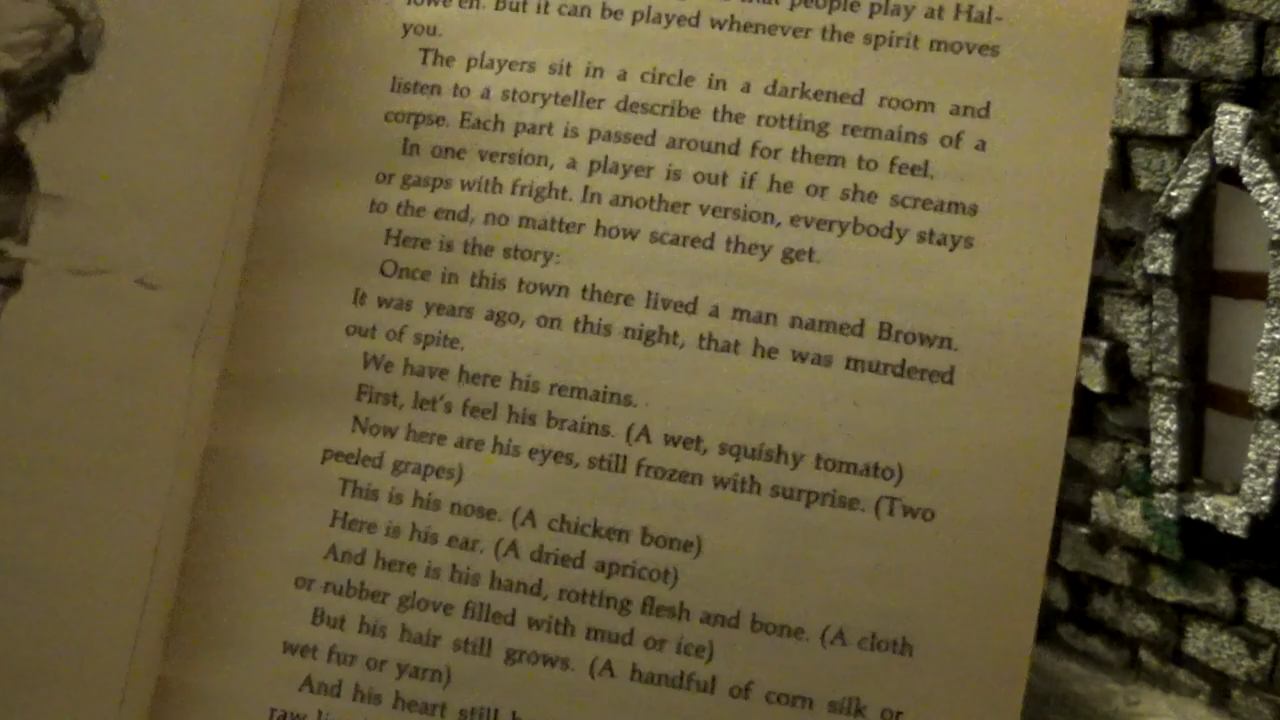 people play at Hal-
lowe'en. But it can be played whenever the spirit moves
you.
The players sit in a circle in a darkened room and
listen to a storyteller describe the rotting remains of a
corpse. Each part is passed around for them to feel.
In one version, a player is out if he or she screams
or gasps with fright. In another version, everybody stays
to the end, no matter how scared they get.
Here is the story:
Once in this town there lived a man named Brown.
It was years ago, on this night, that he was murdered
out of spite.
We have here his remains.
First, let's feel his brains. (A wet, squishy tomato)
Now here are his eyes, still frozen with surprise. (Two
peeled grapes)
This is his nose. (A chicken bone)
Here is his ear. (A dried apricot)
And here is his hand, rotting flesh and bone. (A cloth
or rubber glove filled with mud or ice)
But his hair still grows. (A handful of corn silk or
wet fur or yarn)
And his heart still
raw